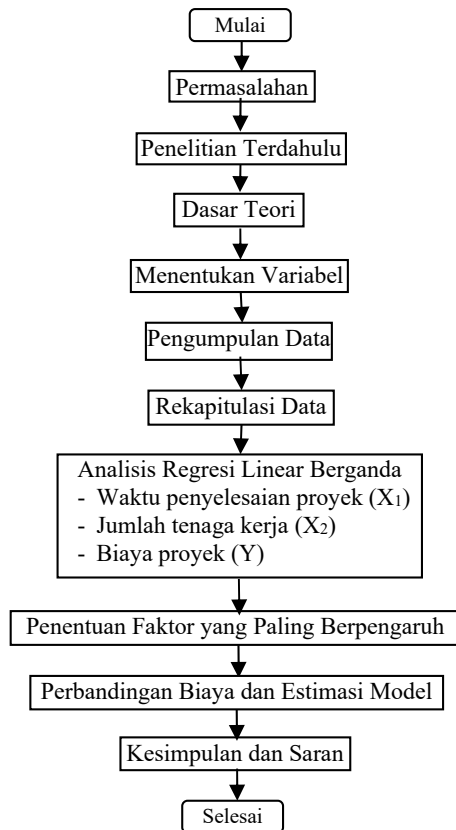 Mulai
Permasalahan
Penelitian Terdahulu
Dasar Teori
Menentukan Variabel
Pengumpulan Data
Rekapitulasi Data
Analisis Regresi Linear Berganda
- Waktu penyelesaian proyek (X₁)
- Jumlah tenaga kerja (X₂)
- Biaya proyek (Y)
Penentuan Faktor yang Paling Berpengaruh
Perbandingan Biaya dan Estimasi Model
Kesimpulan dan Saran
Selesai